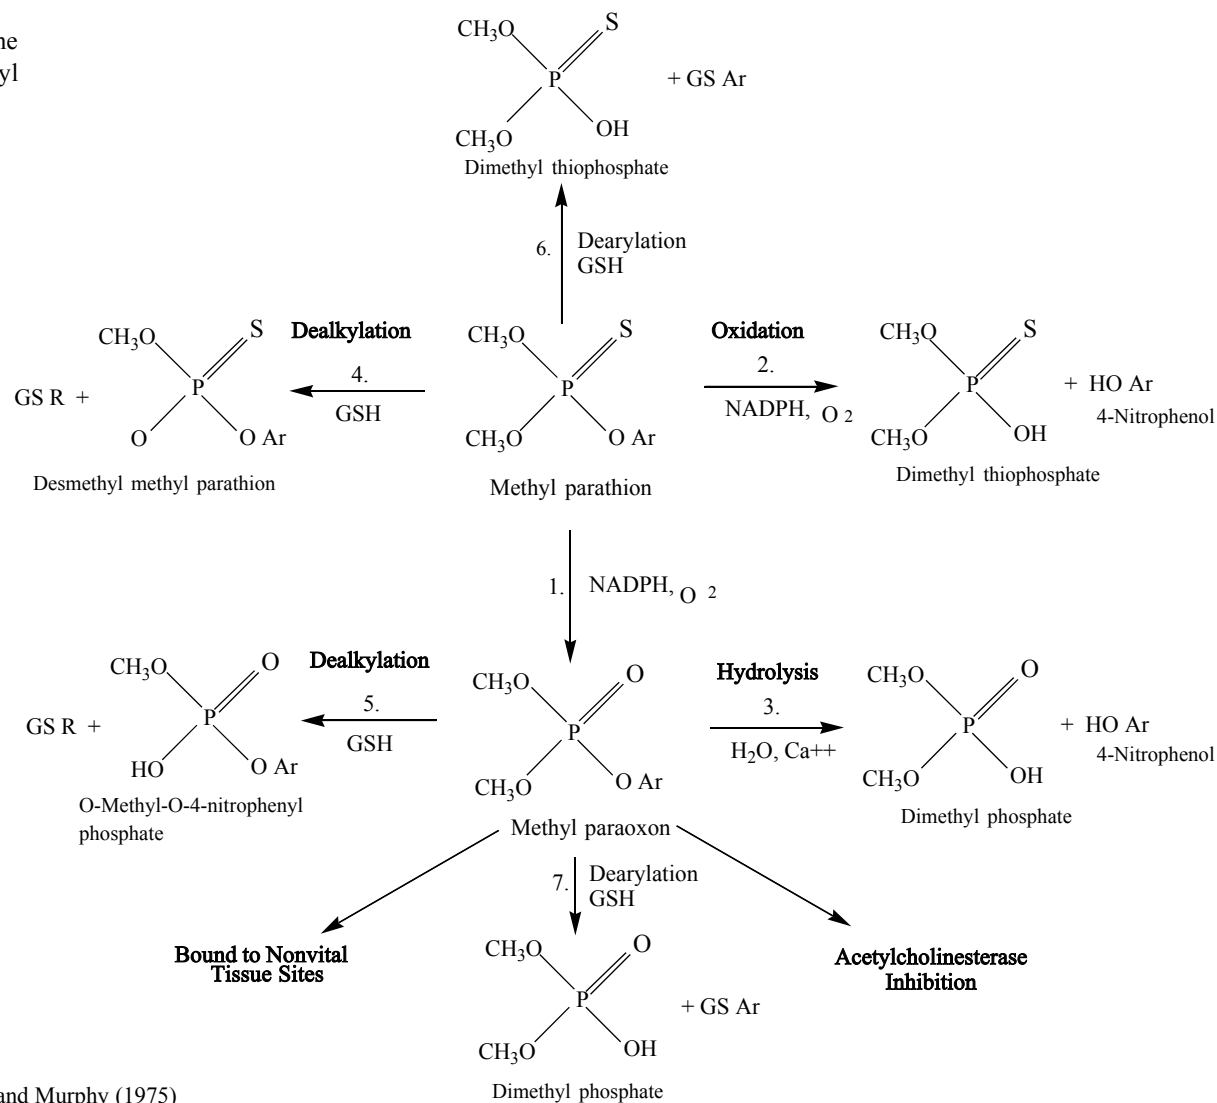 ne
yl
CH3O
S
P
+ GS Ar
CH3O
OH
Dimethyl thiophosphate
6.
Dearylation
GSH
CH3O
S
Dealkylation
4.
GSH
GS R +
P
O
O Ar
Desmethyl methyl parathion
CH3O
S
P
CH3O
O Ar
Methyl parathion
Oxidation
2.
NADPH, O 2
CH3O
S
P
+ HO Ar
4-Nitrophenol
CH3O
OH
Dimethyl thiophosphate
1.
NADPH, O 2
CH3O
O
Dealkylation
5.
GSH
GS R +
P
HO
O Ar
O-Methyl-O-4-nitrophenyl
phosphate
CH3O
O
P
CH3O
O Ar
Methyl paraoxon
Hydrolysis
3.
H2O, Ca++
CH3O
O
P
+ HO Ar
4-Nitrophenol
CH3O
OH
Dimethyl phosphate
7.
Dearylation
GSH
Bound to Nonvital
Tissue Sites
Acetylcholinesterase
Inhibition
CH3O
O
P
+ GS Ar
CH3O
OH
Dimethyl phosphate
and Murphy (1975)